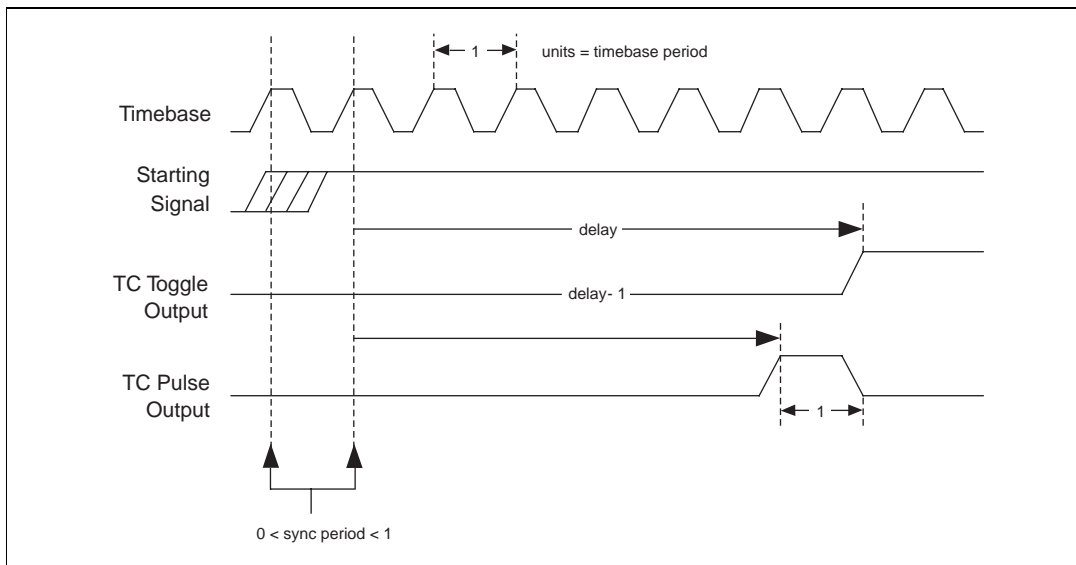 1
units = timebase period
Timebase
Starting
Signal
delay
TC Toggle
Output
delay- 1
TC Pulse
Output
1
0 < sync period < 1